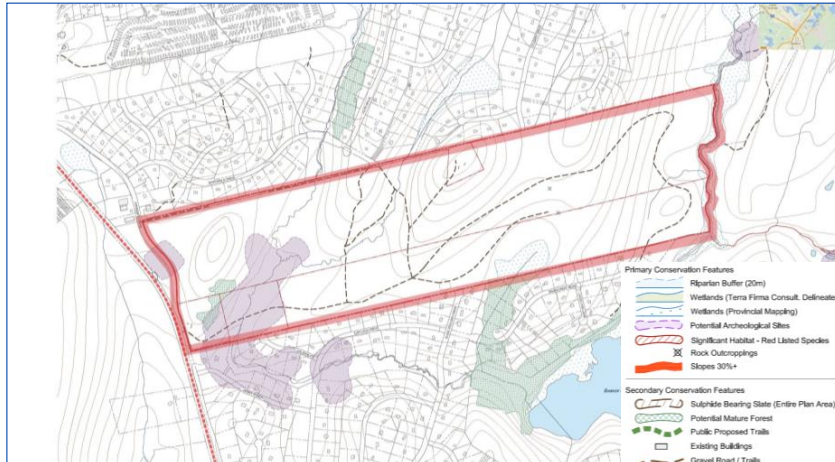 Primary Conservation Features
Riparian Buffer (20m)
Wetlands (Terra Firma Consult. Delineate
Wetlands (Provincial Mapping)
Potential Archeological Sites
Significant Habitat - Red Listed Species
Rock Outcroppings
Slopes 30%+
Secondary Conservation Features
Sulphide Bearing Slate (Entire Plan Area)
Potential Mature Forest
Public Proposed Trails
Existing Buildings
Gravel Road / Trails